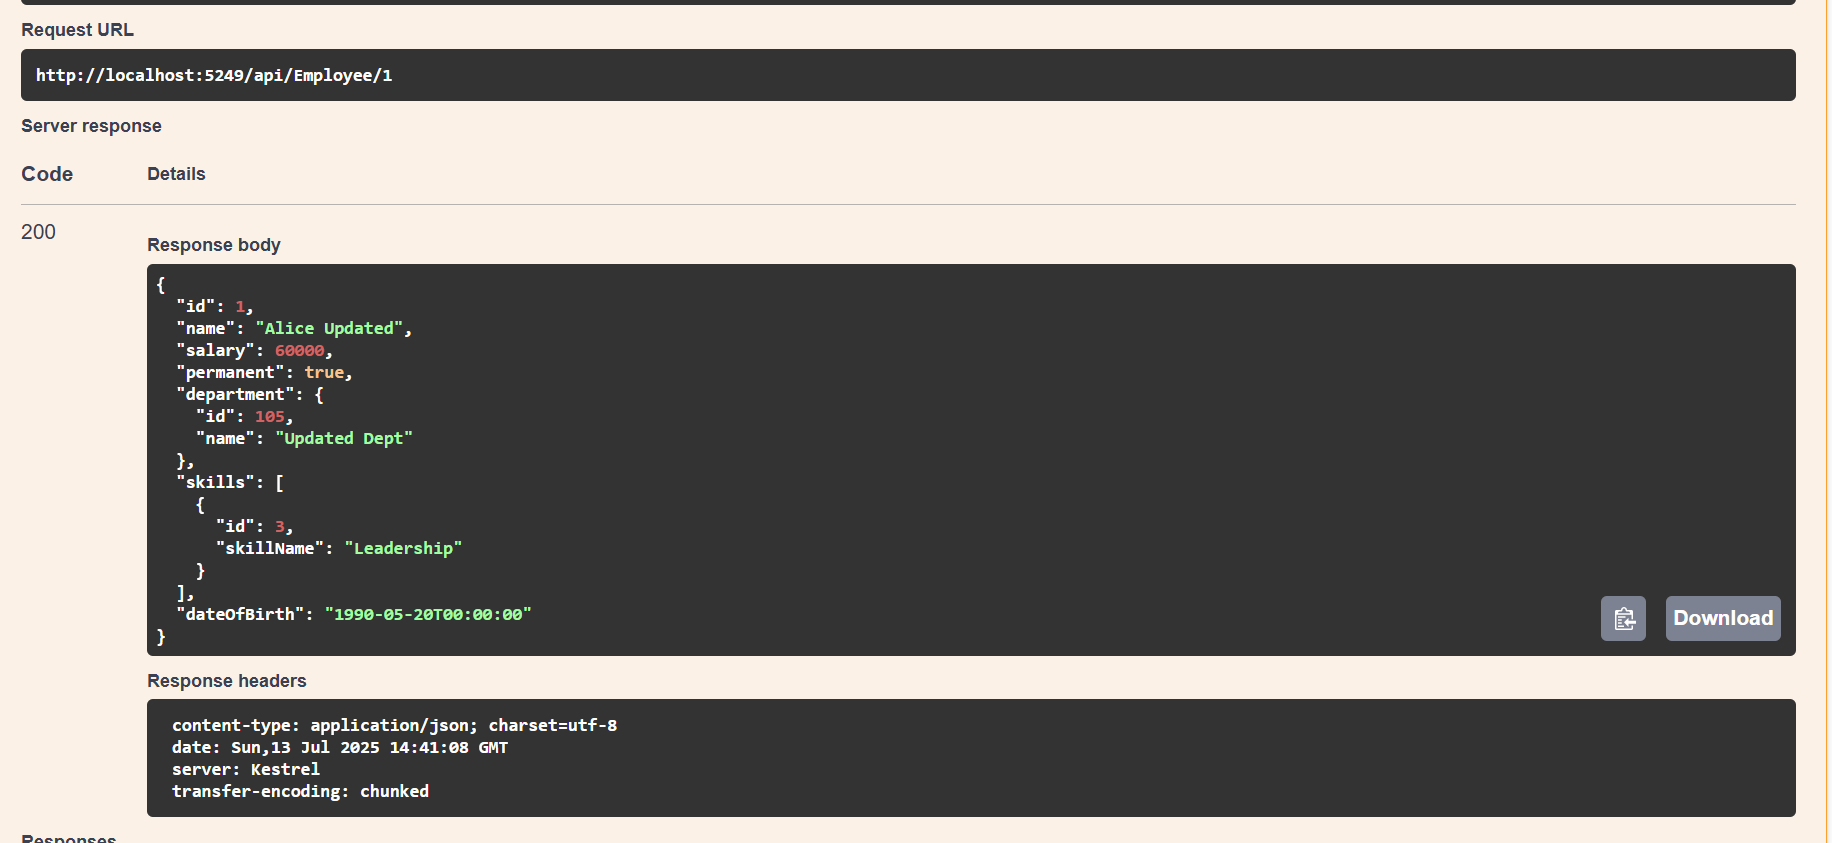 Request URL
http://localhost:5249/api/Employee/1
Server response
Code Details
200
Response body
{
  "id": 1,
  "name": "Alice Updated",
  "salary": 60000,
  "permanent": true,
  "department": {
    "id": 105,
    "name": "Updated Dept"
  },
  "skills": [
    {
      "id": 3,
      "skillName": "Leadership"
    }
  ],
  "dateOfBirth": "1990-05-20T00:00:00"
}
Download
Response headers
content-type: application/json; charset=utf-8
date: Sun,13 Jul 2025 14:41:08 GMT
server: Kestrel
transfer-encoding: chunked
Responses